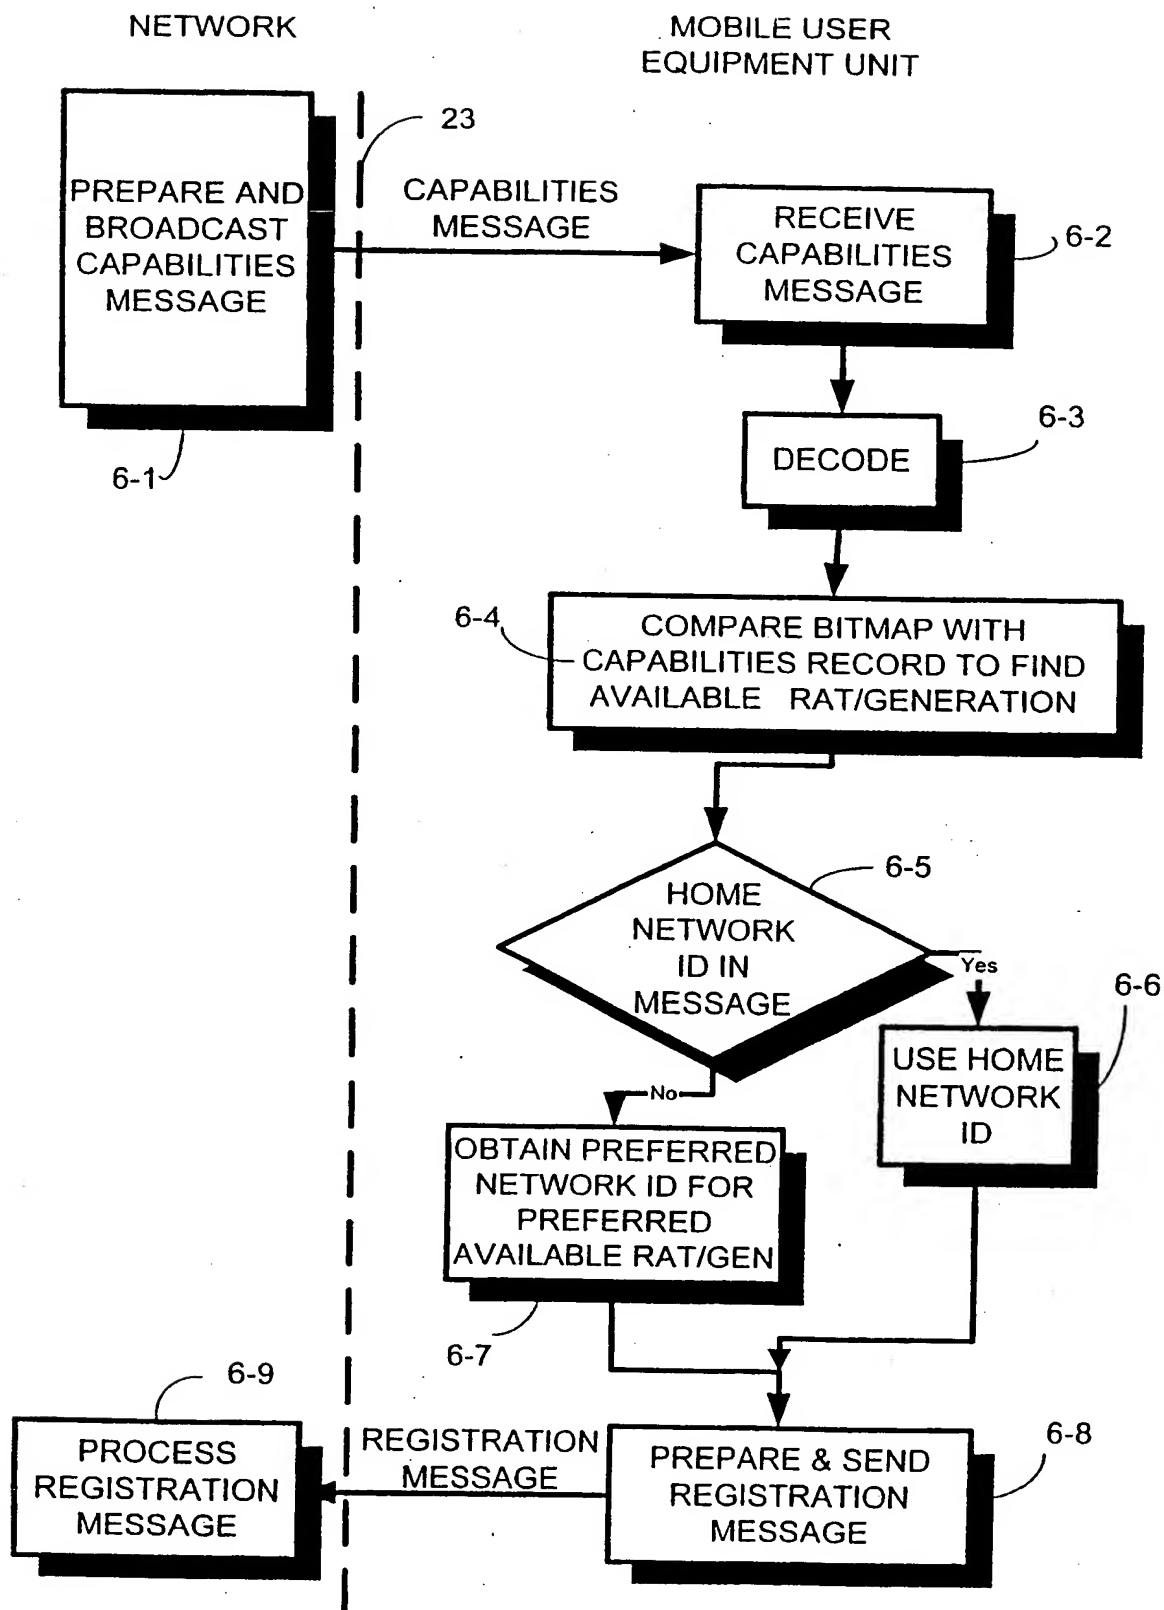 NETWORK
MOBILE USER
EQUIPMENT UNIT
23
PREPARE AND
BROADCAST
CAPABILITIES
MESSAGE
CAPABILITIES
MESSAGE
RECEIVE
CAPABILITIES
MESSAGE
6-2
6-1
DECODE
6-3
6-4
COMPARE BITMAP WITH
CAPABILITIES RECORD TO FIND
AVAILABLE RAT/GENERATION
6-5
HOME
NETWORK
ID IN
MESSAGE
Yes
6-6
USE HOME
NETWORK
ID
No
OBTAIN PREFERRED
NETWORK ID FOR
PREFERRED
AVAILABLE RAT/GEN
6-7
6-9
PROCESS
REGISTRATION
MESSAGE
REGISTRATION
MESSAGE
PREPARE & SEND
REGISTRATION
MESSAGE
6-8